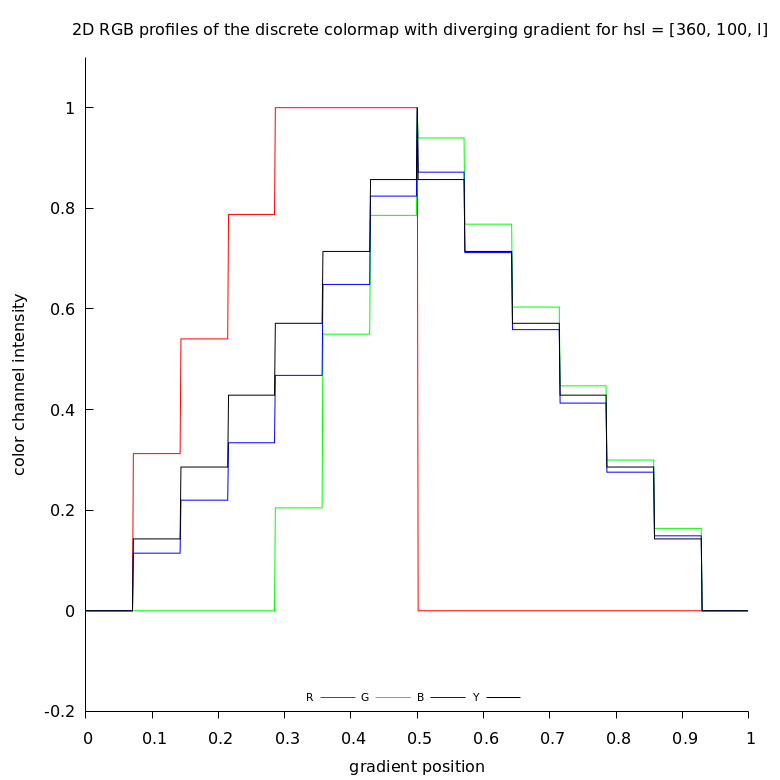 2D RGB profiles of the discrete colormap with diverging gradient for hsl = [360, 100, l]
1
0.8
0.6
0.4
0.2
0
-0.2
color channel intensity
R G B Y
0 0.1 0.2 0.3 0.4 0.5 0.6 0.7 0.8 0.9 1
gradient position